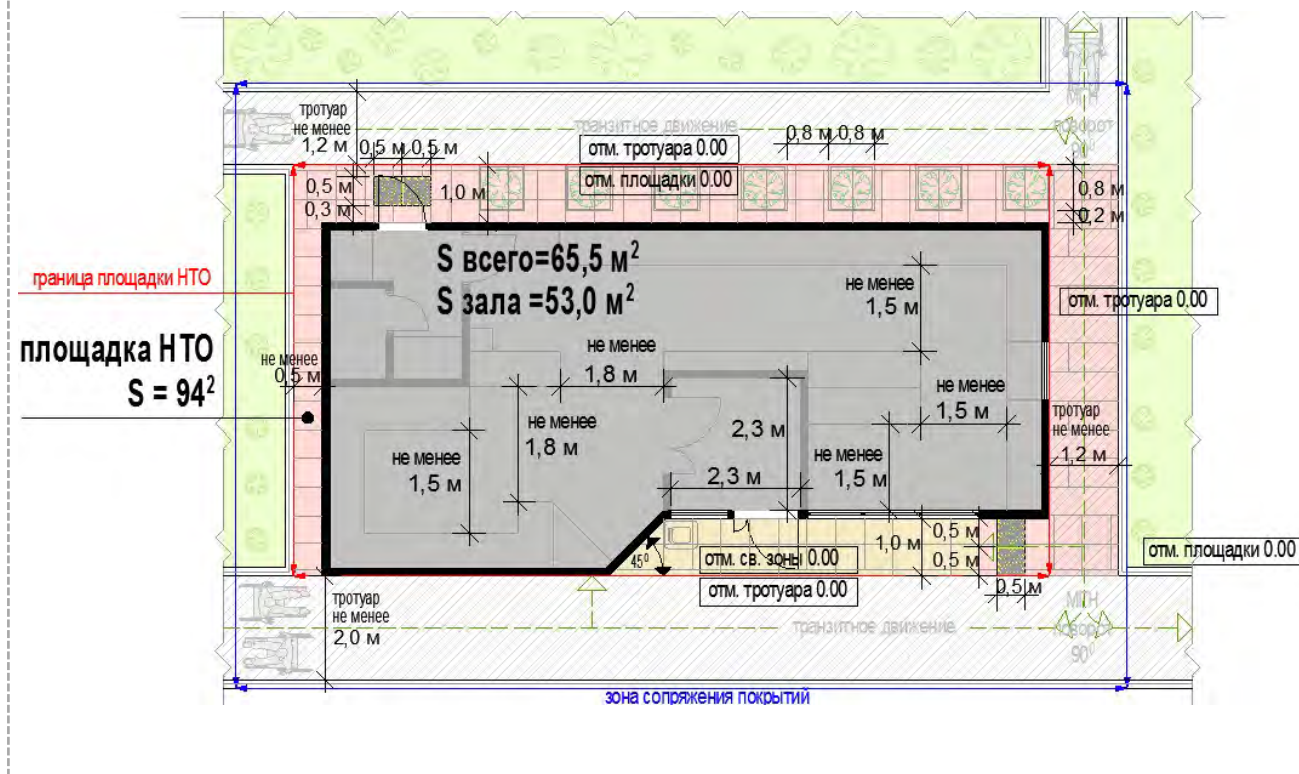 тротуар
не менее
1,2 м
транзитное движение
0,8 м 0,8 м
МГН
поворот
90⁰
0,5 м 0,5 м
отм. тротуара 0.00
отм. площадки 0.00
0,5 м
0,3 м
1,0 м
0,8 м
0,2 м
S всего=65,5 м²
S зала =53,0 м²
граница площадки НТО
не менее
1,5 м
отм. тротуара 0.00
площадка НТО
S = 94²
не менее
0,5 м
не менее
1,8 м
не менее
1,5 м
тротуар
не менее
1,2 м
не менее
1,8 м
2,3 м
не менее
1,5 м
не менее
1,5 м
2,3 м
45⁰
отм. св. зоны 0.00
1,0 м
0,5 м
0,5 м
отм. площадки 0.00
отм. тротуара 0.00
0,5 м
тротуар
не менее
2,0 м
транзитное движение
МГН
поворот
90⁰
зона сопряжения покрытий